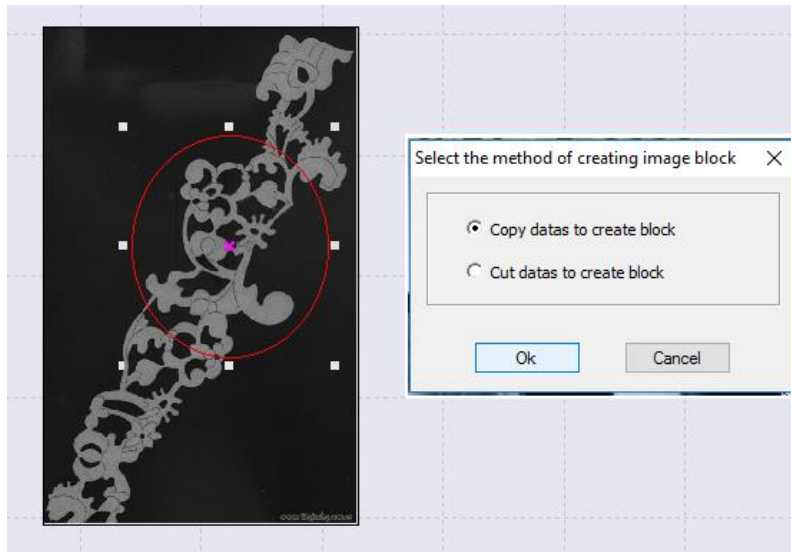 Select the method of creating image block
Copy datas to create block
Cut datas to create block
Ok
Cancel